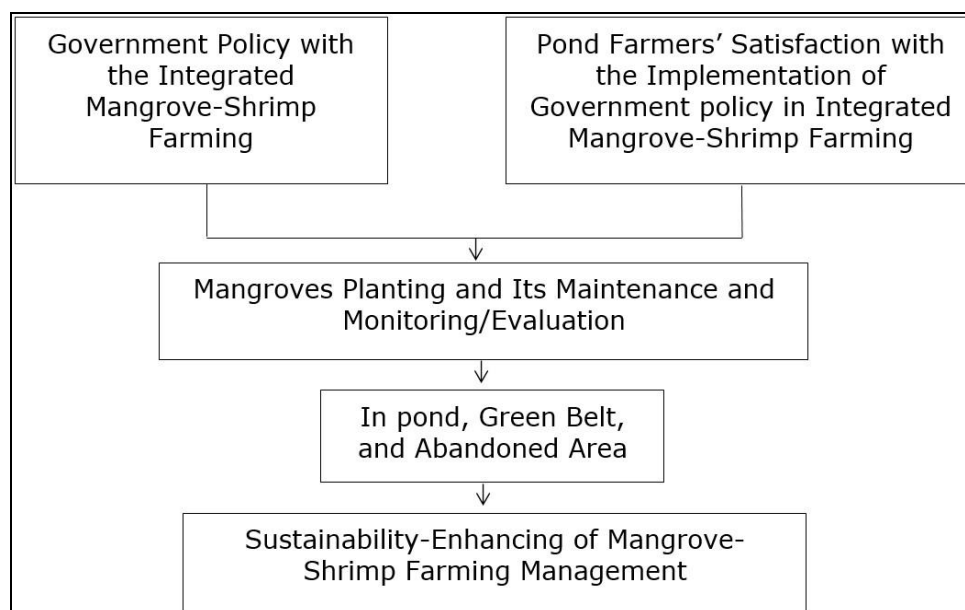 Government Policy with
the Integrated
Mangrove-Shrimp
Farming
Pond Farmers' Satisfaction with
the Implementation of
Government policy in Integrated
Mangrove-Shrimp Farming
Mangroves Planting and Its Maintenance and
Monitoring/Evaluation
In pond, Green Belt,
and Abandoned Area
Sustainability-Enhancing of Mangrove-
Shrimp Farming Management